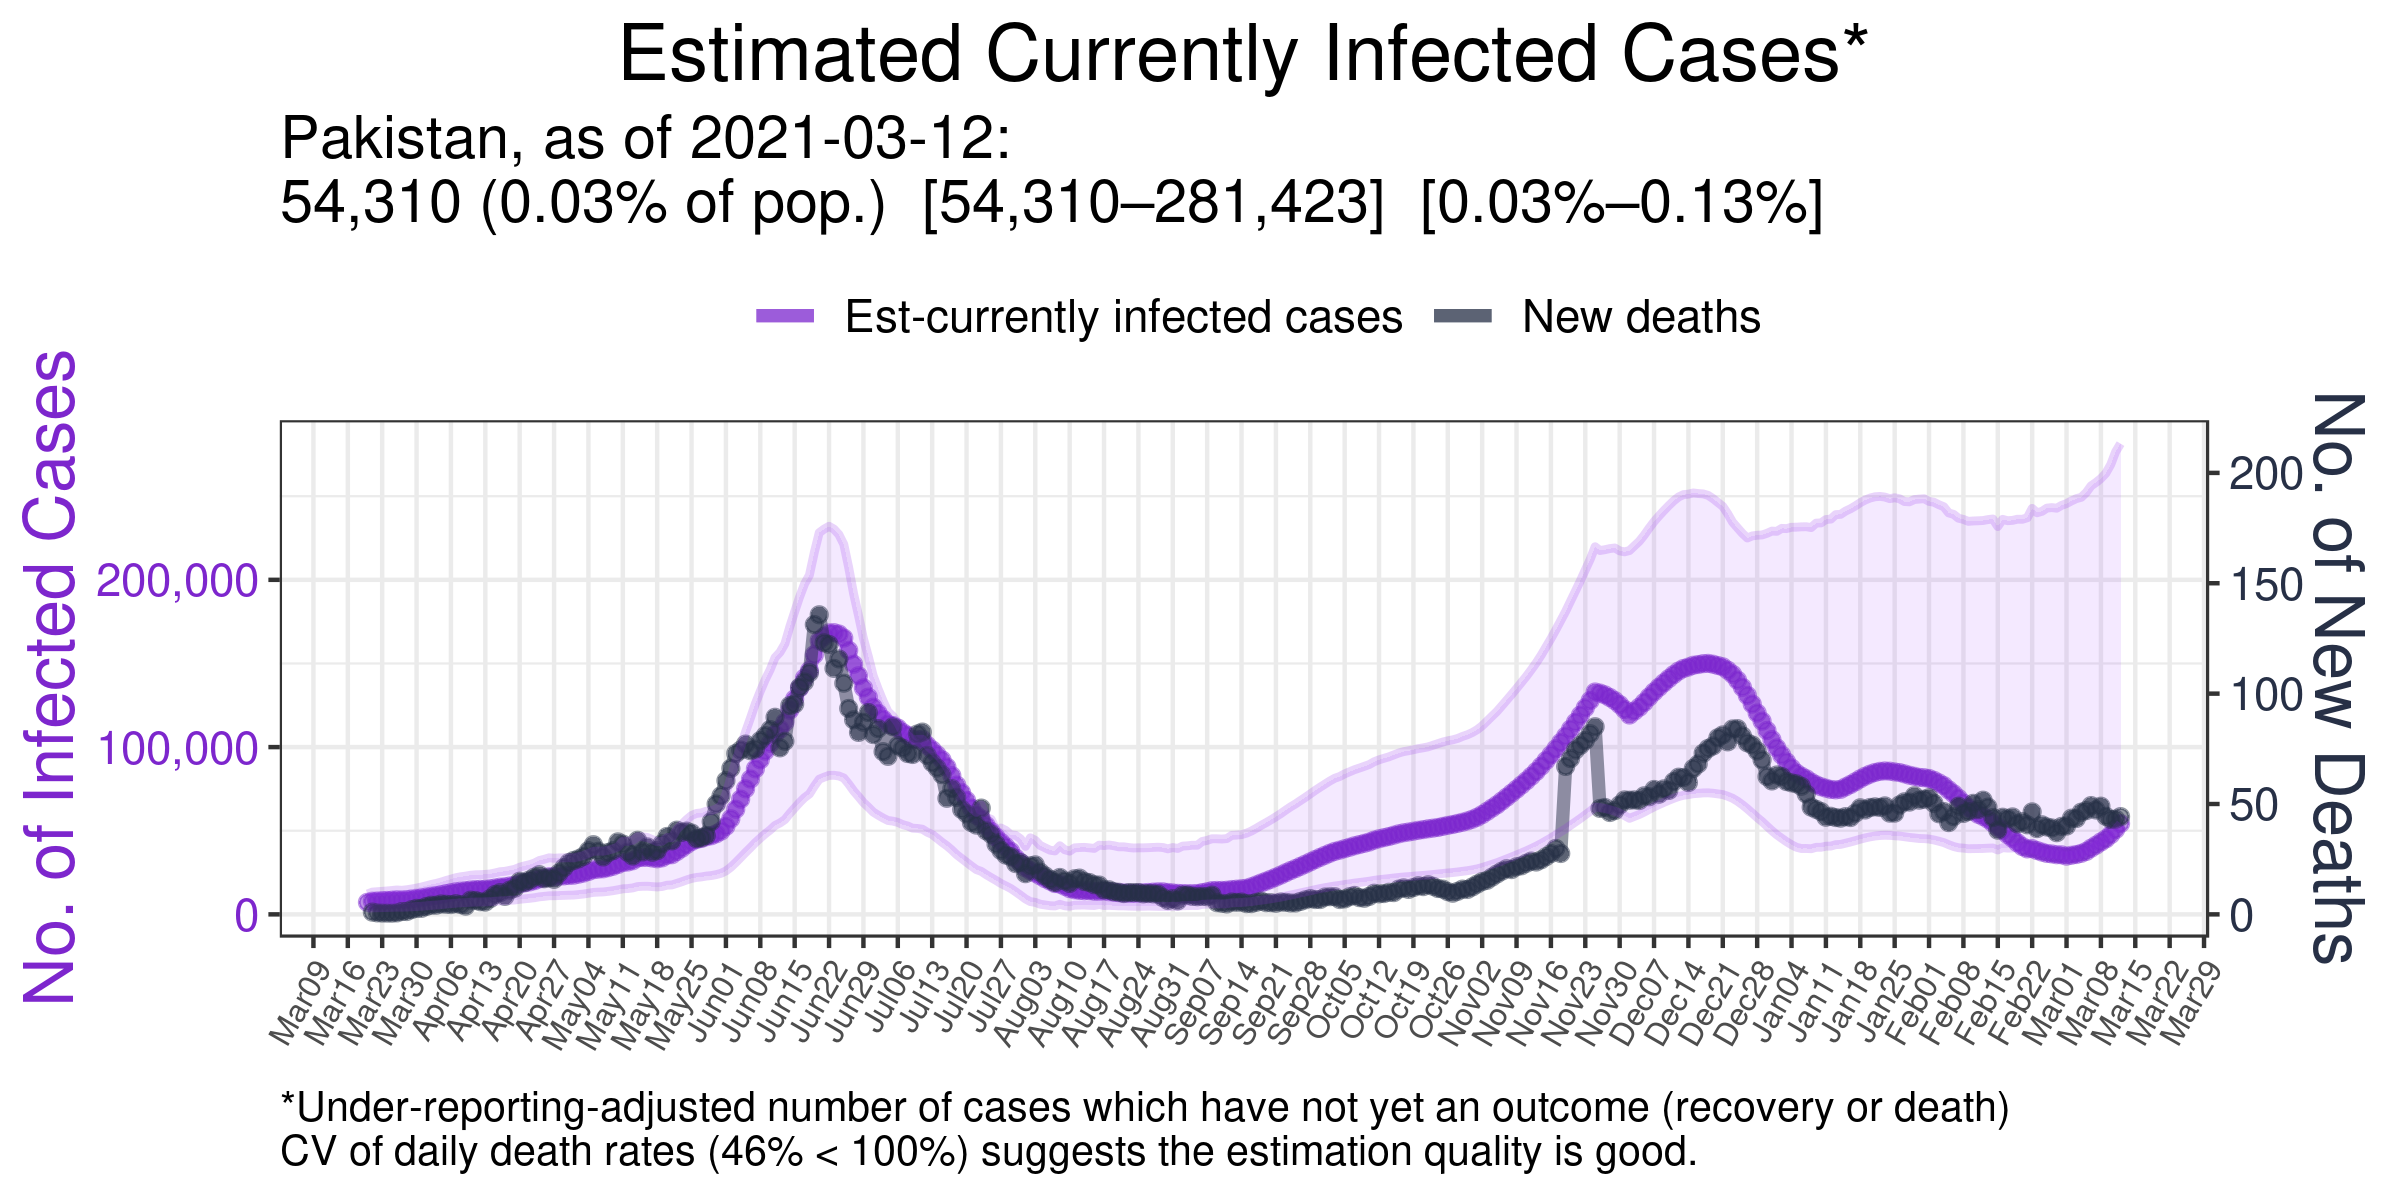 Estimated Currently Infected Cases*
Pakistan, as of 2021-03-12:
54,310 (0.03% of pop.) [54,310–281,423] [0.03%–0.13%]
Est-currently infected cases
New deaths
No. of Infected Cases
200,000
100,000
0
200
150
100
50
0
No. of New Deaths
Mar09
Mar16
Mar23
Mar30
Apr06
Apr13
Apr20
Apr27
May04
May11
May18
May25
Jun01
Jun08
Jun15
Jun22
Jun29
Jul06
Jul13
Jul20
Jul27
Aug03
Aug10
Aug17
Aug24
Aug31
Sep07
Sep14
Sep21
Sep28
Oct05
Oct12
Oct19
Oct26
Nov02
Nov09
Nov16
Nov23
Nov30
Dec07
Dec14
Dec21
Dec28
Jan04
Jan11
Jan18
Jan25
Feb01
Feb08
Feb15
Feb22
Mar01
Mar08
Mar15
Mar22
Mar29
*Under-reporting-adjusted number of cases which have not yet an outcome (recovery or death)
CV of daily death rates (46% < 100%) suggests the estimation quality is good.